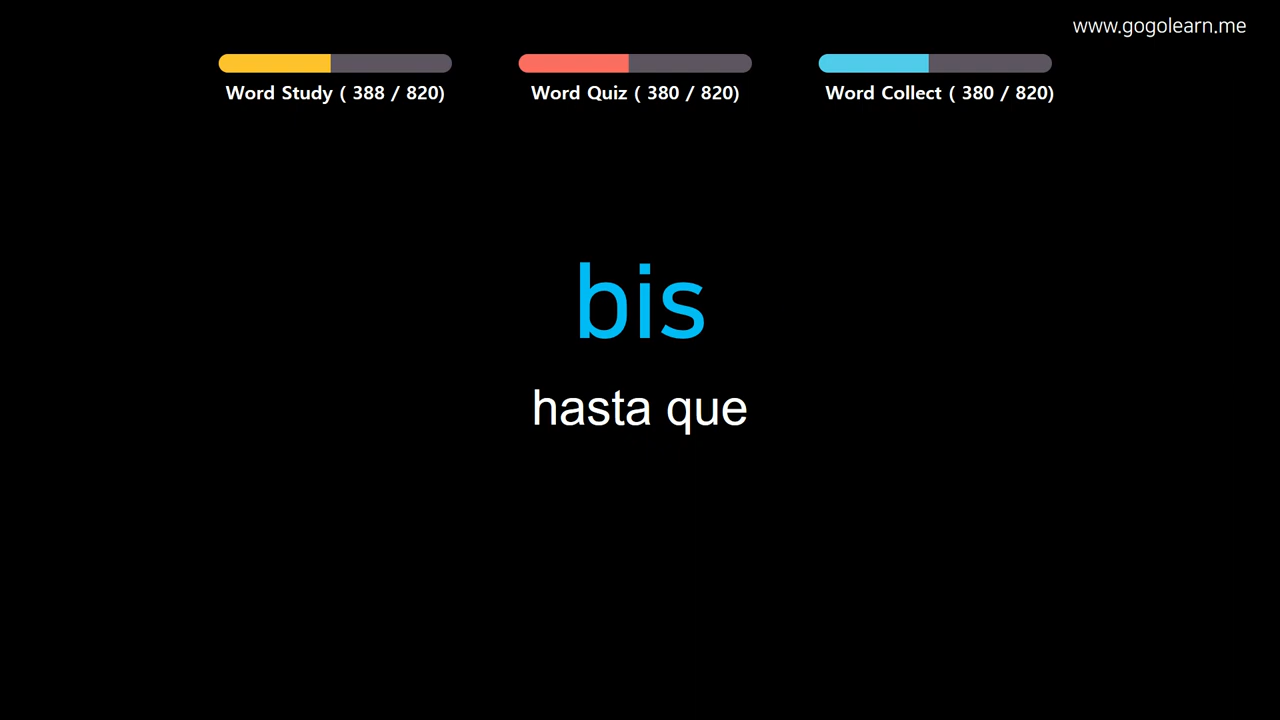 www.gogolearn.me
Word Study ( 388 / 820)
Word Quiz ( 380 / 820)
Word Collect ( 380 / 820)
bis
hasta que